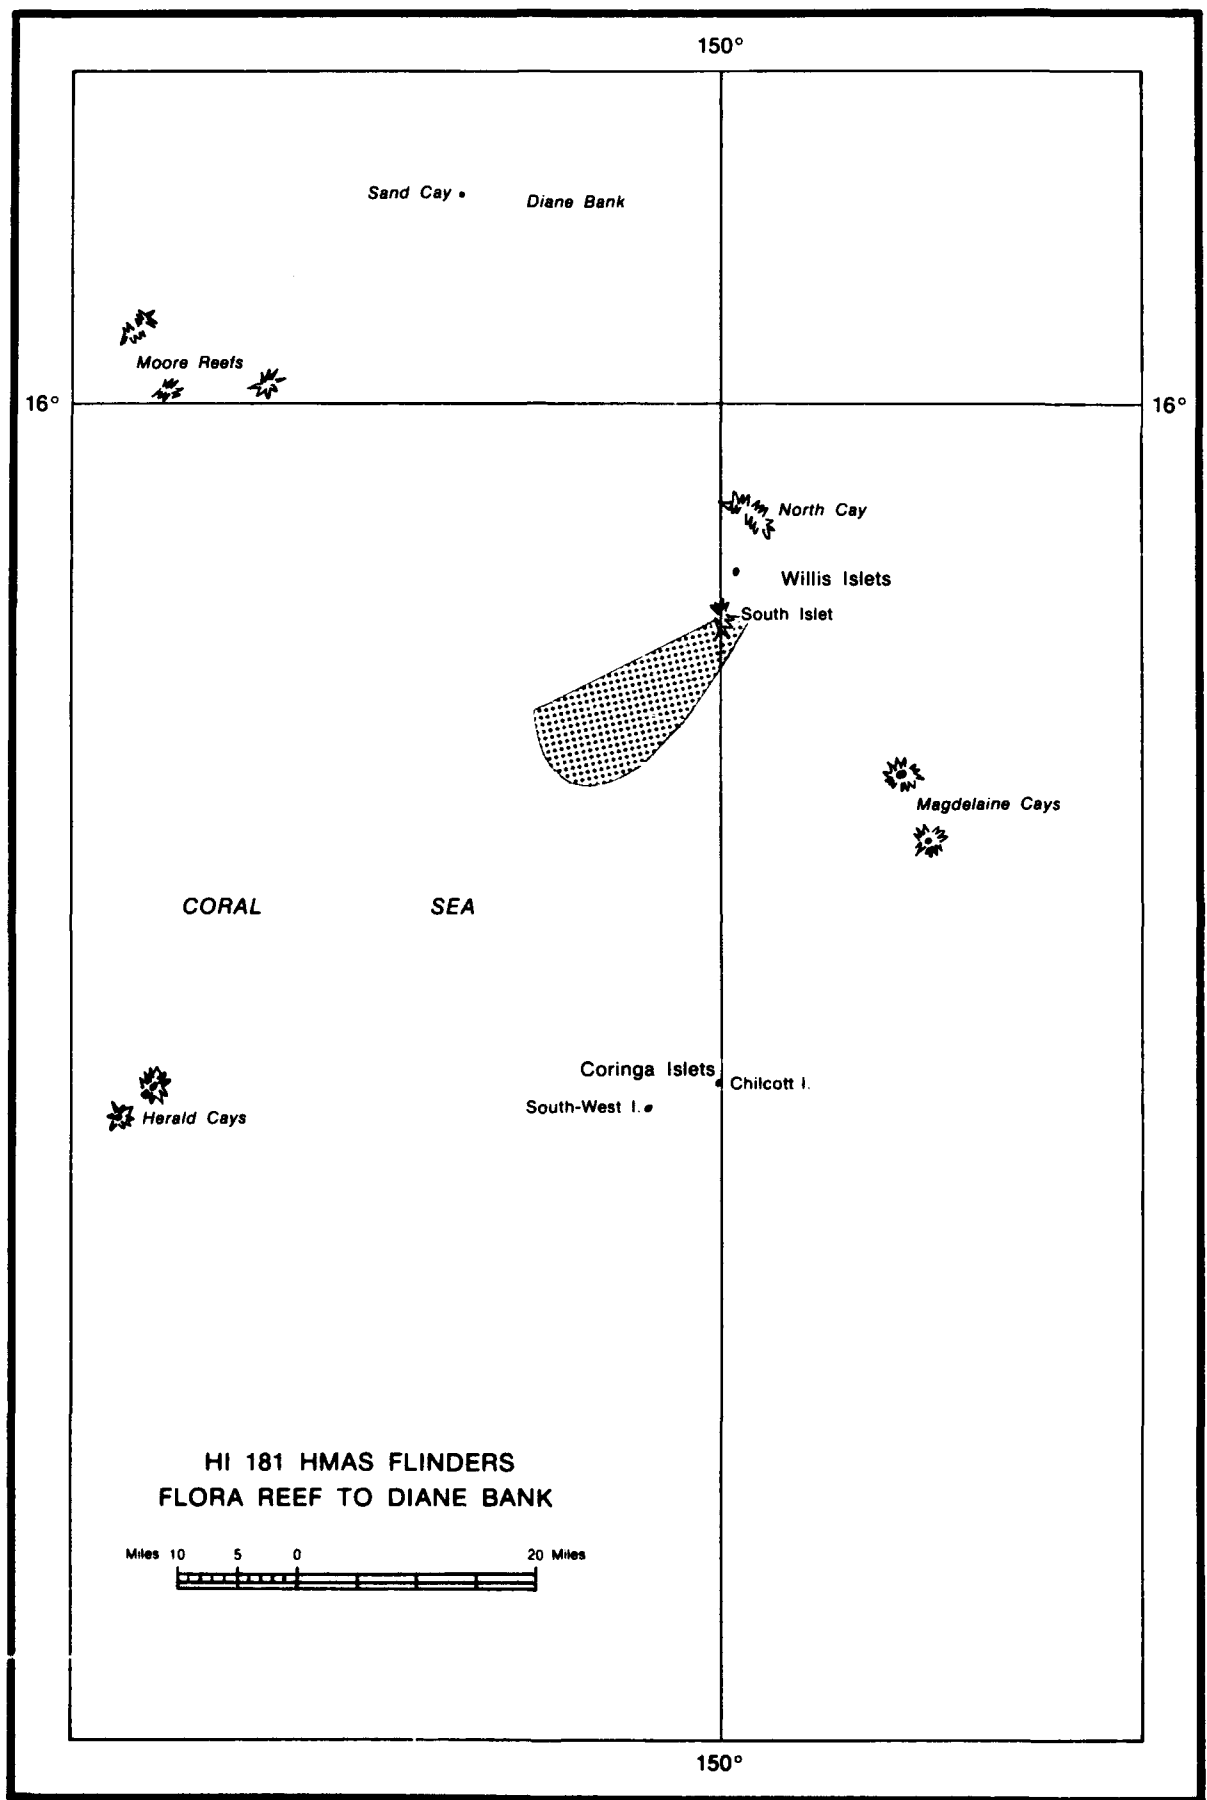 150°
Sand Cay
Diane Bank
Moore Reefs
16°
16°
North Cay
Willis Islets
South Islet
Magdelaine Cays
CORAL SEA
Coringa Islets
Chilcott I.
South-West I.
Herald Cays
HI 181 HMAS FLINDERS
FLORA REEF TO DIANE BANK
Miles 10 5 0 20 Miles
150°